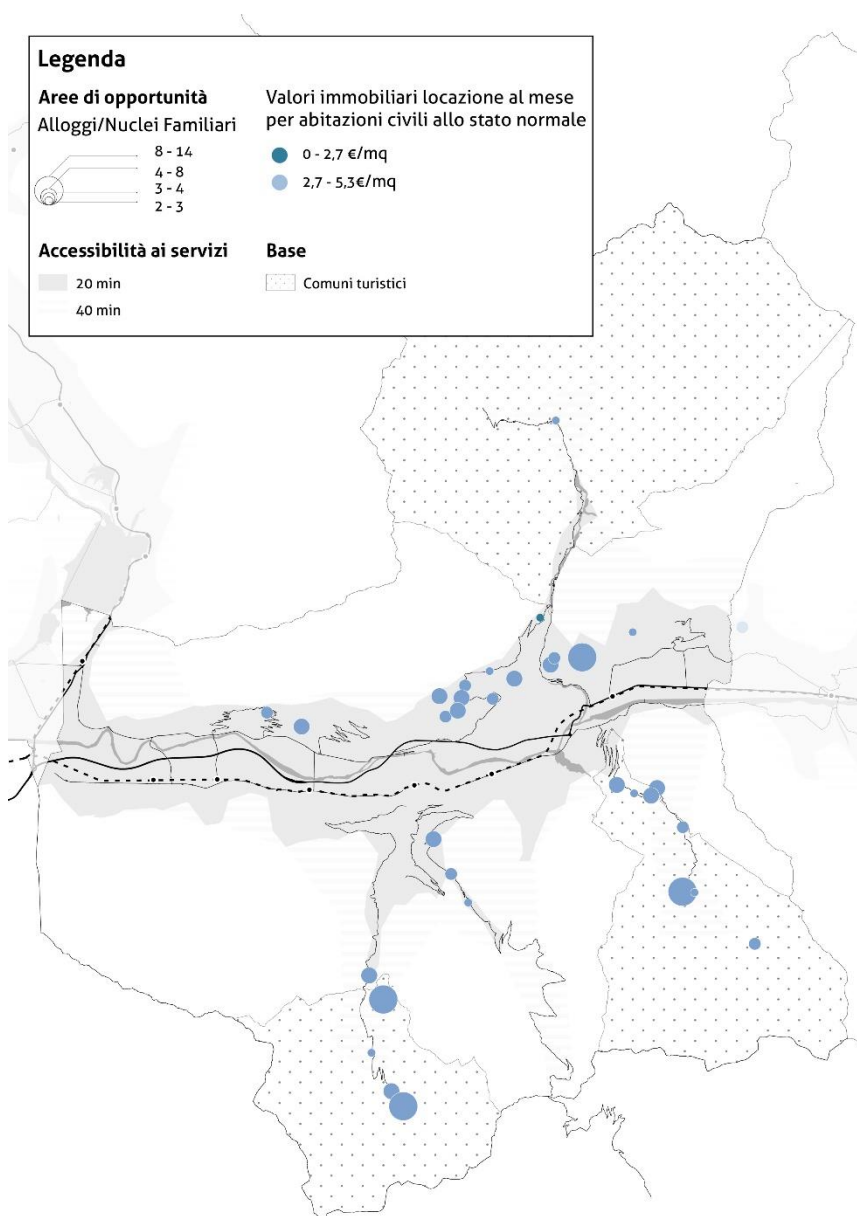 Legenda
Aree di opportunità
Alloggi/Nuclei Familiari
8 - 14
4 - 8
3 - 4
2 - 3
Valori immobiliari locazione al mese
per abitazioni civili allo stato normale
0 - 2,7 €/mq
2,7 - 5,3€/mq
Accessibilità ai servizi
20 min
40 min
Base
Comuni turistici